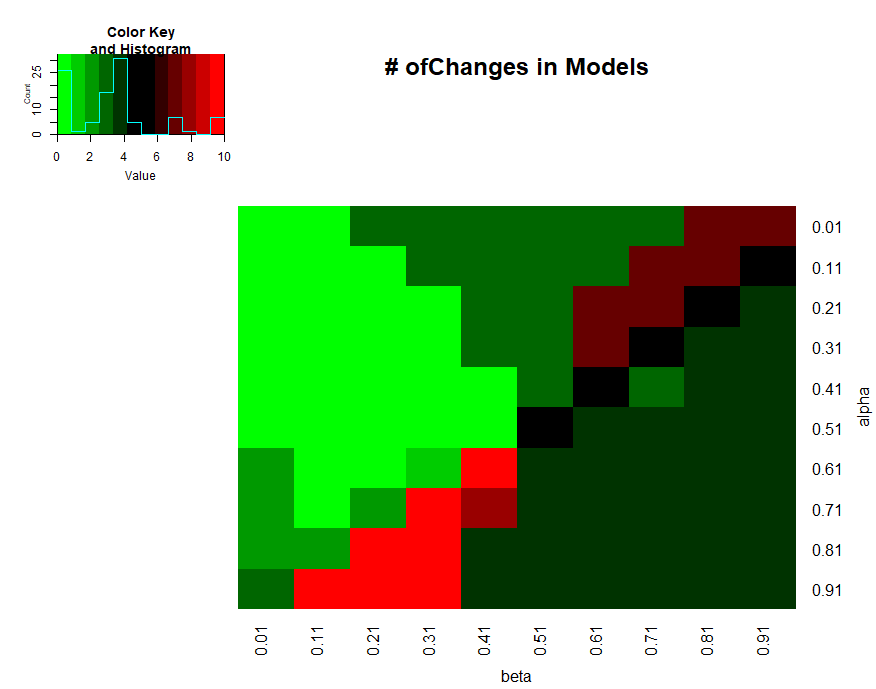 Color Key
and Histogram
Count
0 10 25
0 2 4 6 8 10
Value
# ofChanges in Models
0.01
0.11
0.21
0.31
0.41
0.51
0.61
0.71
0.81
0.91
alpha
0.01 0.11 0.21 0.31 0.41 0.51 0.61 0.71 0.81 0.91
beta